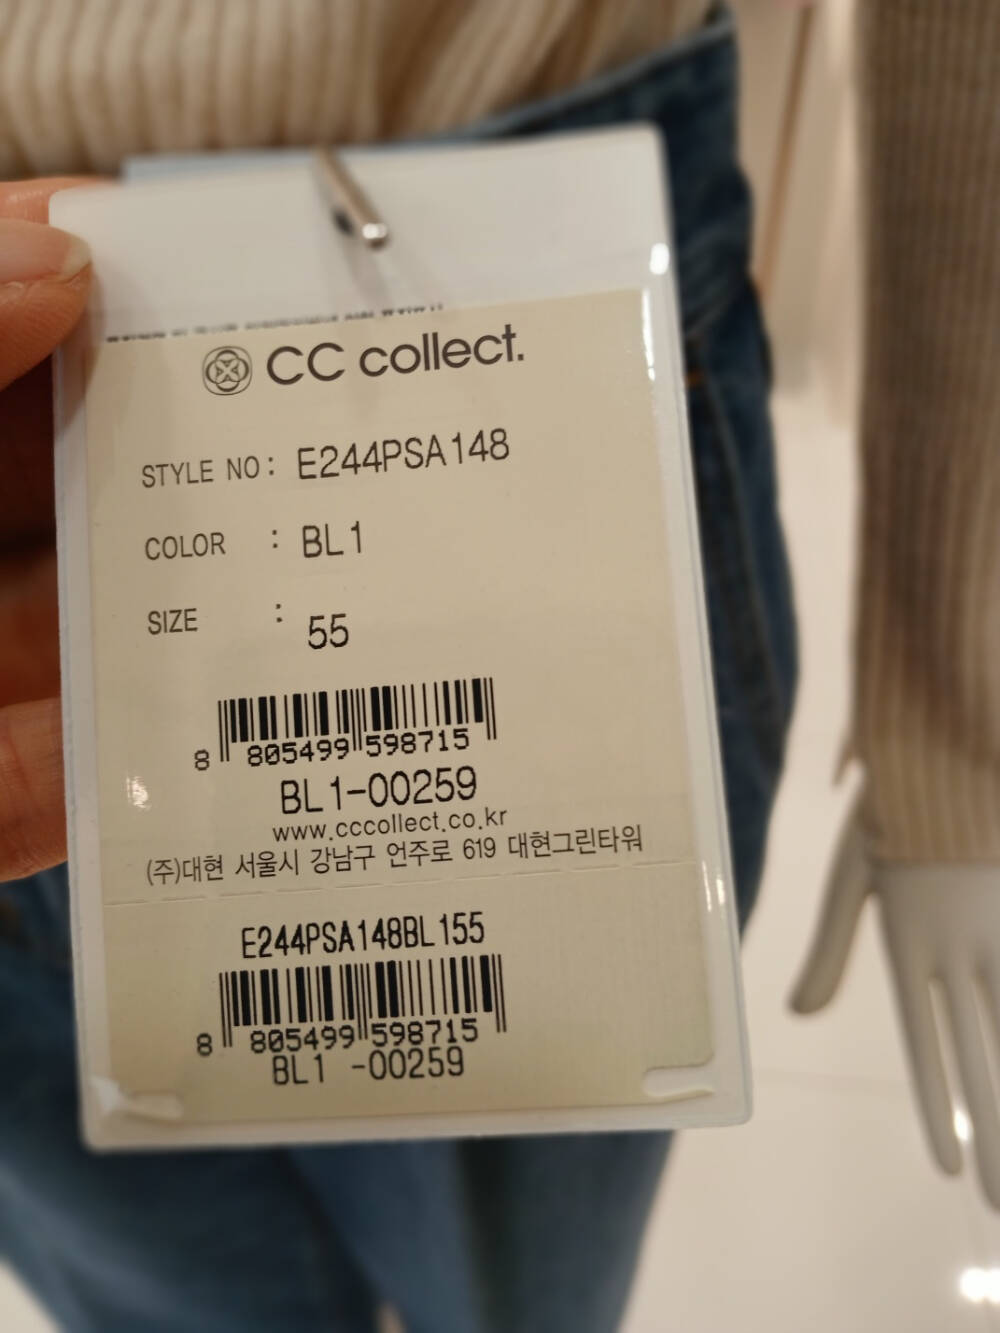 CC collect.
STYLE NO: E244PSA148
COLOR : BL1
SIZE : 55
8 805499 598715
BL1-00259
www.cccollect.co.kr
(주)대현 서울시 강남구 언주로 619 대현그린타워
E244PSA148BL155
8 805499 598715
BL1 -00259